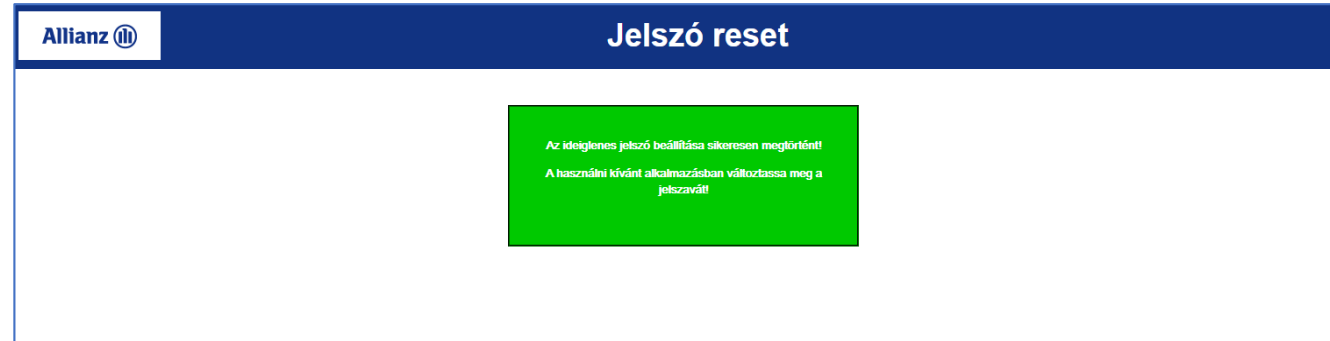 Allianz
Jelszó reset
Az ideiglenes jelszó beállítása sikeresen megtörtént!
A használni kívánt alkalmazásban változtassa meg a
jelszavát!